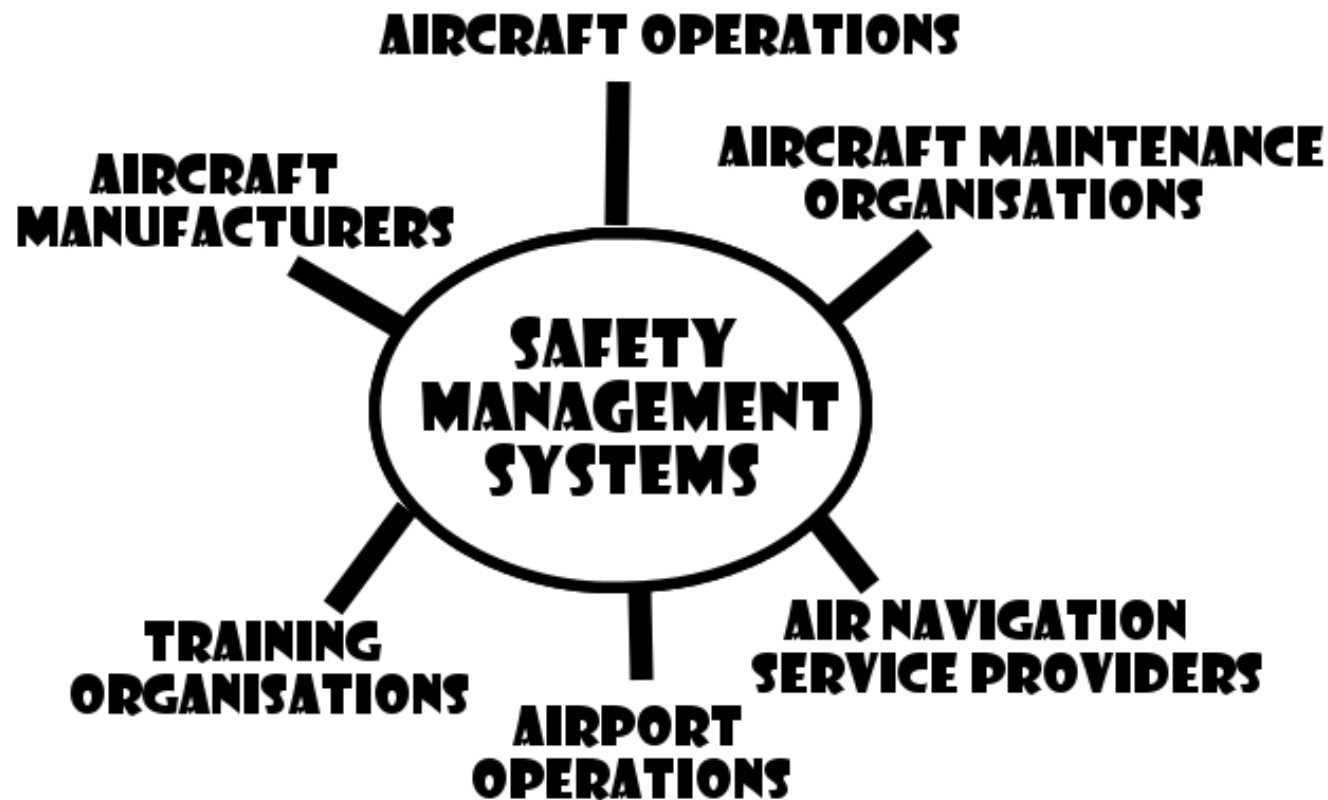 AIRCRAFT OPERATIONS
AIRCRAFT MAINTENANCE
ORGANISATIONS
AIRCRAFT
MANUFACTURERS
SAFETY
MANAGEMENT
SYSTEMS
TRAINING
ORGANISATIONS
AIR NAVIGATION
SERVICE PROVIDERS
AIRPORT
OPERATIONS